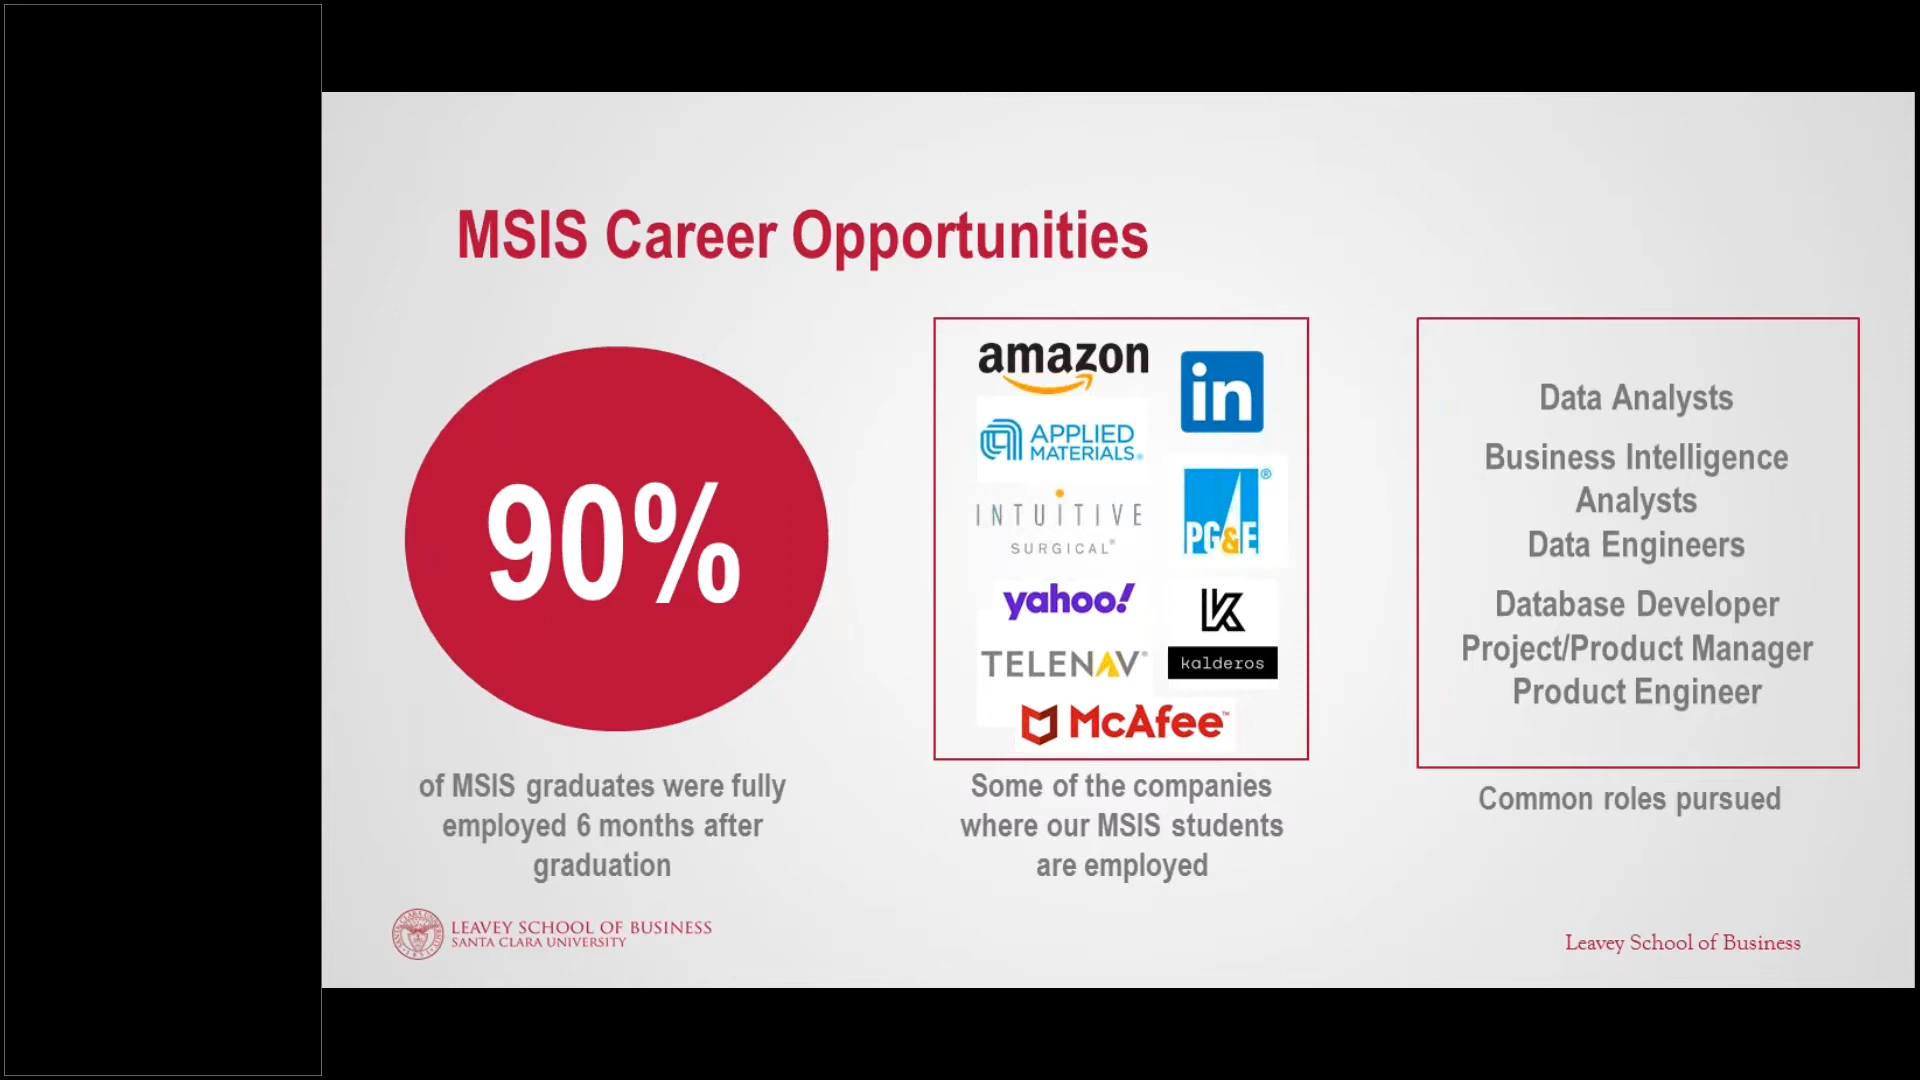 MSIS Career Opportunities
90%
of MSIS graduates were fully
employed 6 months after
graduation
amazon
in
APPLIED
MATERIALS®
PG&E®
INTUITIVE
SURGICAL®
yahoo!
K
kalderos
TELENAV®
McAfee™
Some of the companies
where our MSIS students
are employed
Data Analysts
Business Intelligence
Analysts
Data Engineers
Database Developer
Project/Product Manager
Product Engineer
Common roles pursued
LEAVEY SCHOOL OF BUSINESS
SANTA CLARA UNIVERSITY
Leavey School of Business